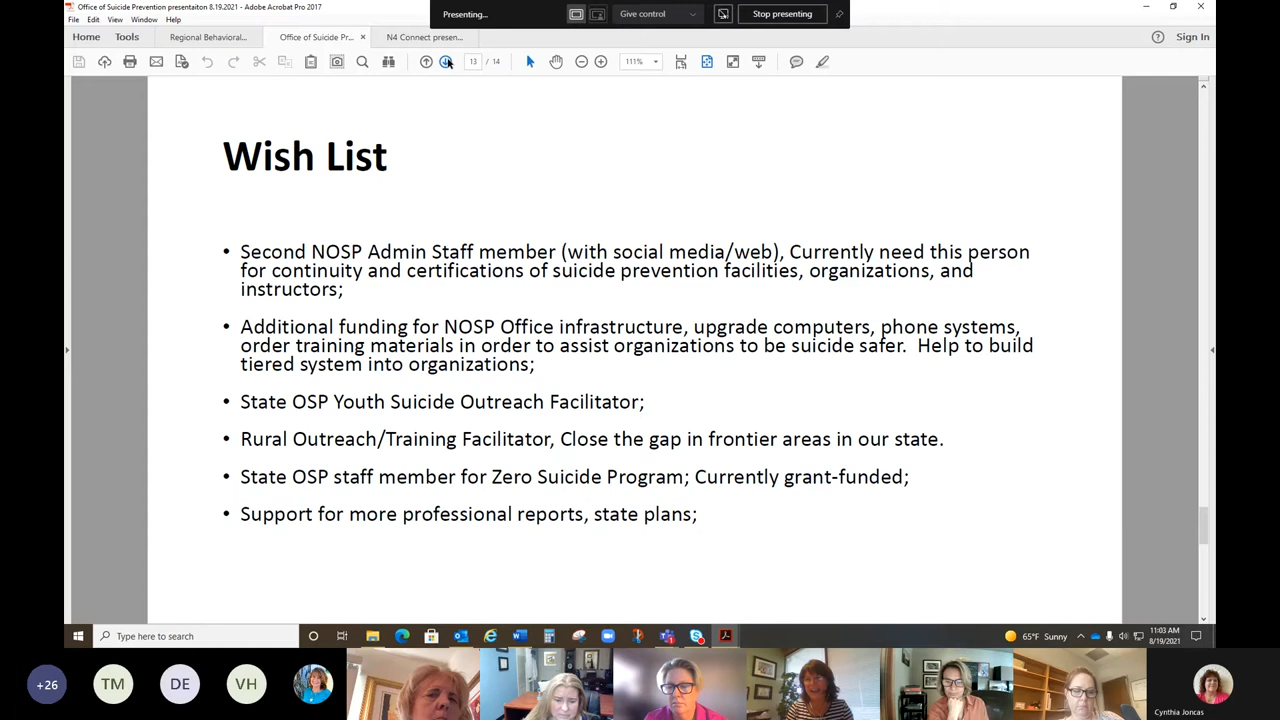 Office of Suicide Prevention presentaiton 8.19.2021 - Adobe Acrobat Pro 2017
Presenting...
Give control
Stop presenting
File Edit View Window Help
Home Tools Regional Behavioral... Office of Suicide Pr... × N4 Connect presen...
Sign In
13 / 14
111%
Wish List
• Second NOSP Admin Staff member (with social media/web), Currently need this person
for continuity and certifications of suicide prevention facilities, organizations, and
instructors;
• Additional funding for NOSP Office infrastructure, upgrade computers, phone systems,
order training materials in order to assist organizations to be suicide safer.  Help to build
tiered system into organizations;
• State OSP Youth Suicide Outreach Facilitator;
• Rural Outreach/Training Facilitator, Close the gap in frontier areas in our state.
• State OSP staff member for Zero Suicide Program; Currently grant-funded;
• Support for more professional reports, state plans;
Type here to search
65°F Sunny
11:03 AM
8/19/2021
+26 TM DE VH
Cynthia Joncas